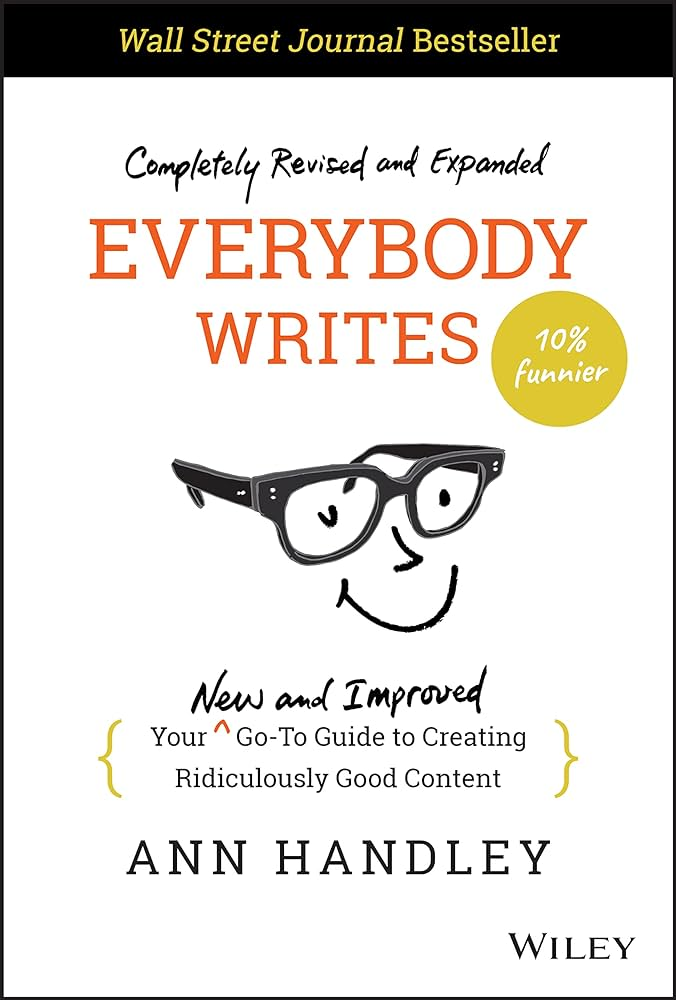 Wall Street Journal Bestseller
Completely Revised and Expanded
EVERYBODY
WRITES
10%
funnier
New and Improved
Your ^ Go-To Guide to Creating
Ridiculously Good Content
ANN HANDLEY
WILEY